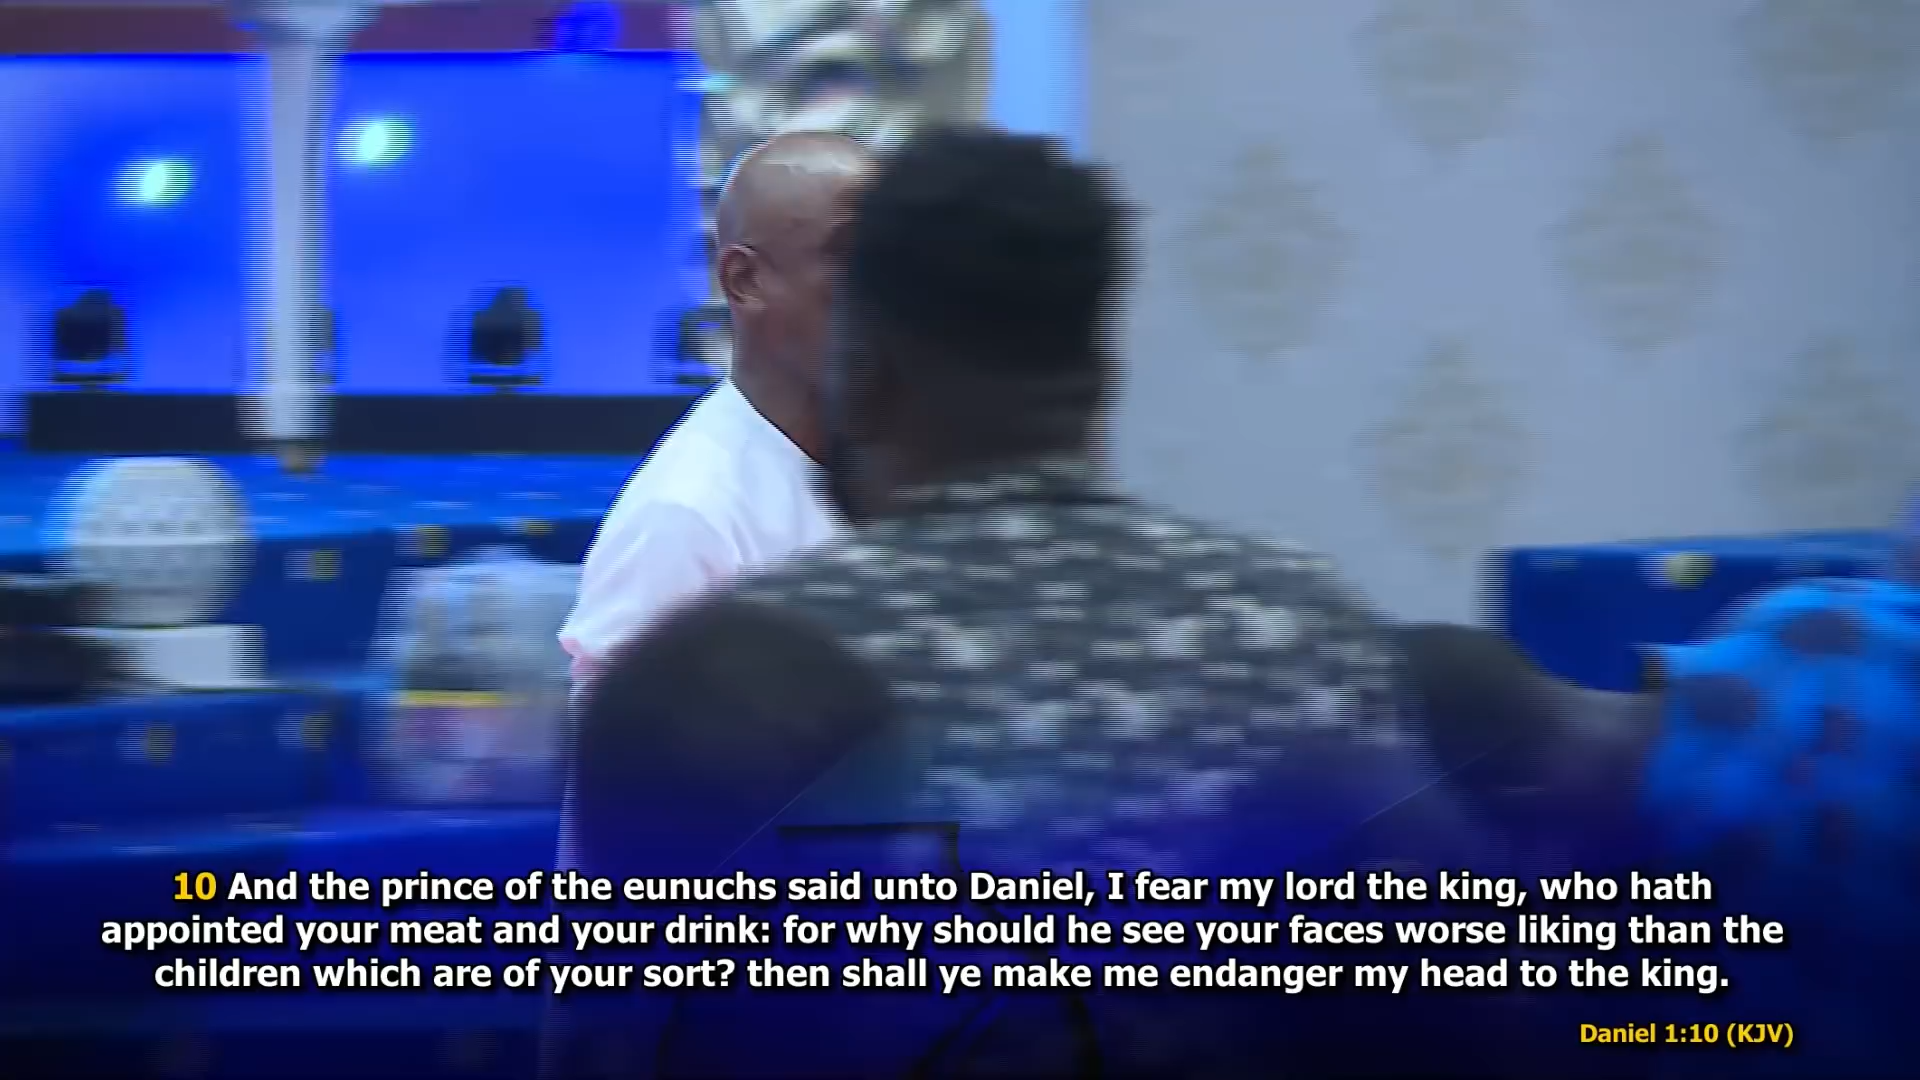 10 And the prince of the eunuchs said unto Daniel, I fear my lord the king, who hath
appointed your meat and your drink: for why should he see your faces worse liking than the
children which are of your sort? then shall ye make me endanger my head to the king.
Daniel 1:10 (KJV)